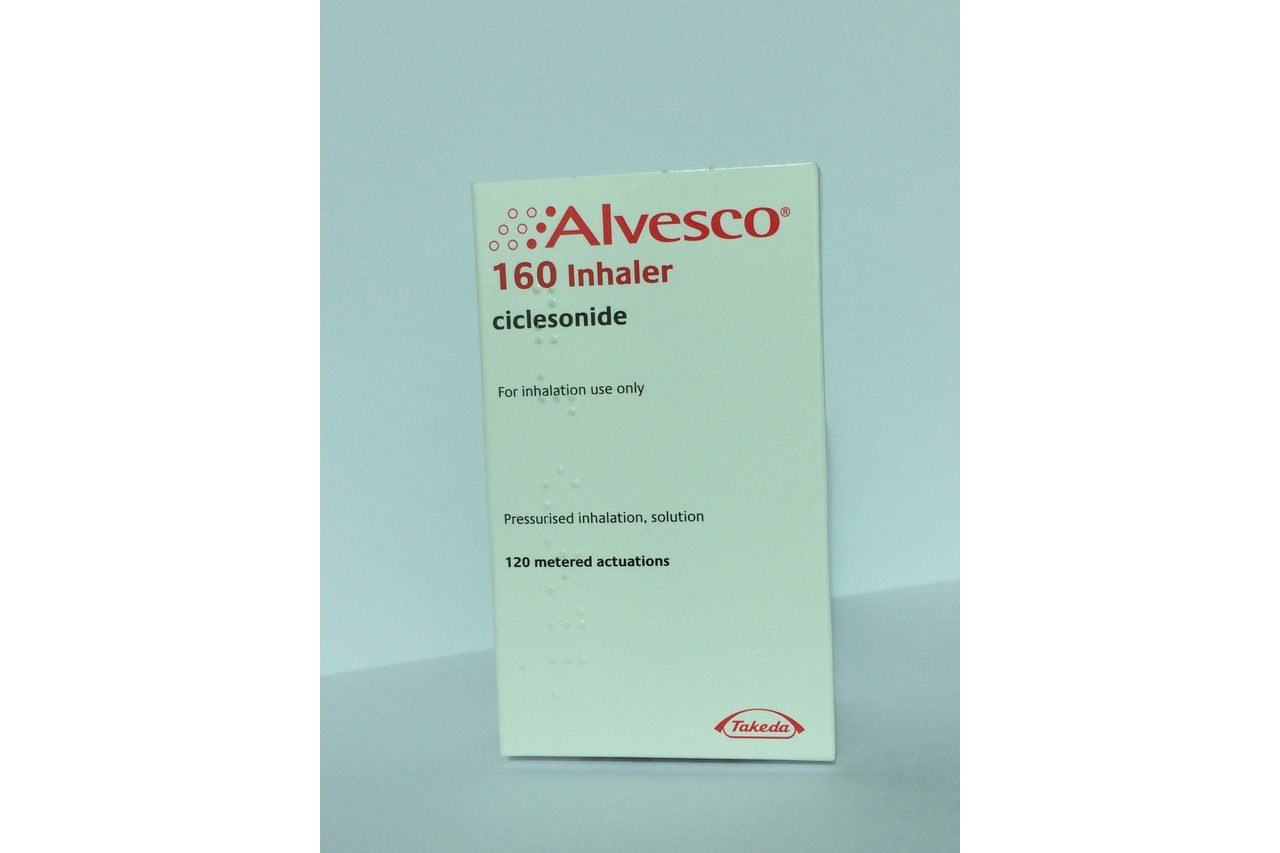 Alvesco®
160 Inhaler
ciclesonide
For inhalation use only
Pressurised inhalation, solution
120 metered actuations
Takeda